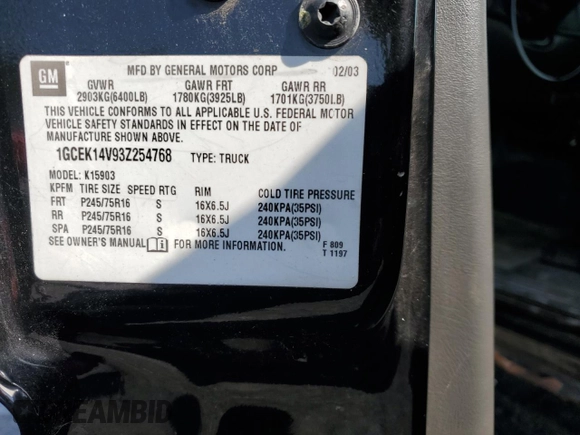 GM
MFD BY GENERAL MOTORS CORP 02/03
GVWR GAWR FRT GAWR RR
2903KG(6400LB) 1780KG(3925LB) 1701KG(3750LB)
THIS VEHICLE CONFORMS TO ALL APPLICABLE U.S. FEDERAL MOTOR
VEHICLE SAFETY STANDARDS IN EFFECT ON THE DATE OF
MANUFACTURE SHOWN ABOVE.
1GCEK14V93Z254768 TYPE: TRUCK
MODEL: K15903
KPFM TIRE SIZE SPEED RTG RIM COLD TIRE PRESSURE
FRT P245/75R16 S 16X6.5J 240KPA(35PSI)
RR P245/75R16 S 16X6.5J 240KPA(35PSI)
SPA P245/75R16 S 16X6.5J 240KPA(35PSI)
SEE OWNER'S MANUAL FOR MORE INFORMATION.
F 809
T 1197